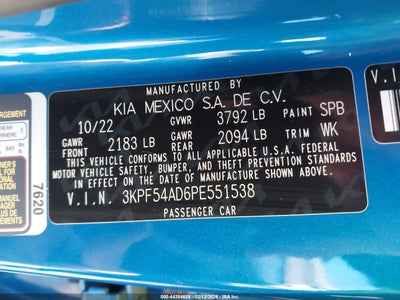 MANUFACTURED BY
KIA MEXICO S.A. DE C.V.
10/22 GVWR 3792 LB PAINT SPB
GAWR FRONT 2183 LB GAWR REAR 2094 LB TRIM WK
THIS VEHICLE CONFORMS TO ALL APPLICABLE U.S.A. FEDERAL
MOTOR VEHICLE SAFETY, BUMPER, AND THEFT PREVENTION
STANDARDS IN EFFECT ON THE DATE OF MANUFACTURE
SHOWN ABOVE.
V.I.N. 3KPF54AD6PE551538
PASSENGER CAR
7620
V.I.
REAR
3